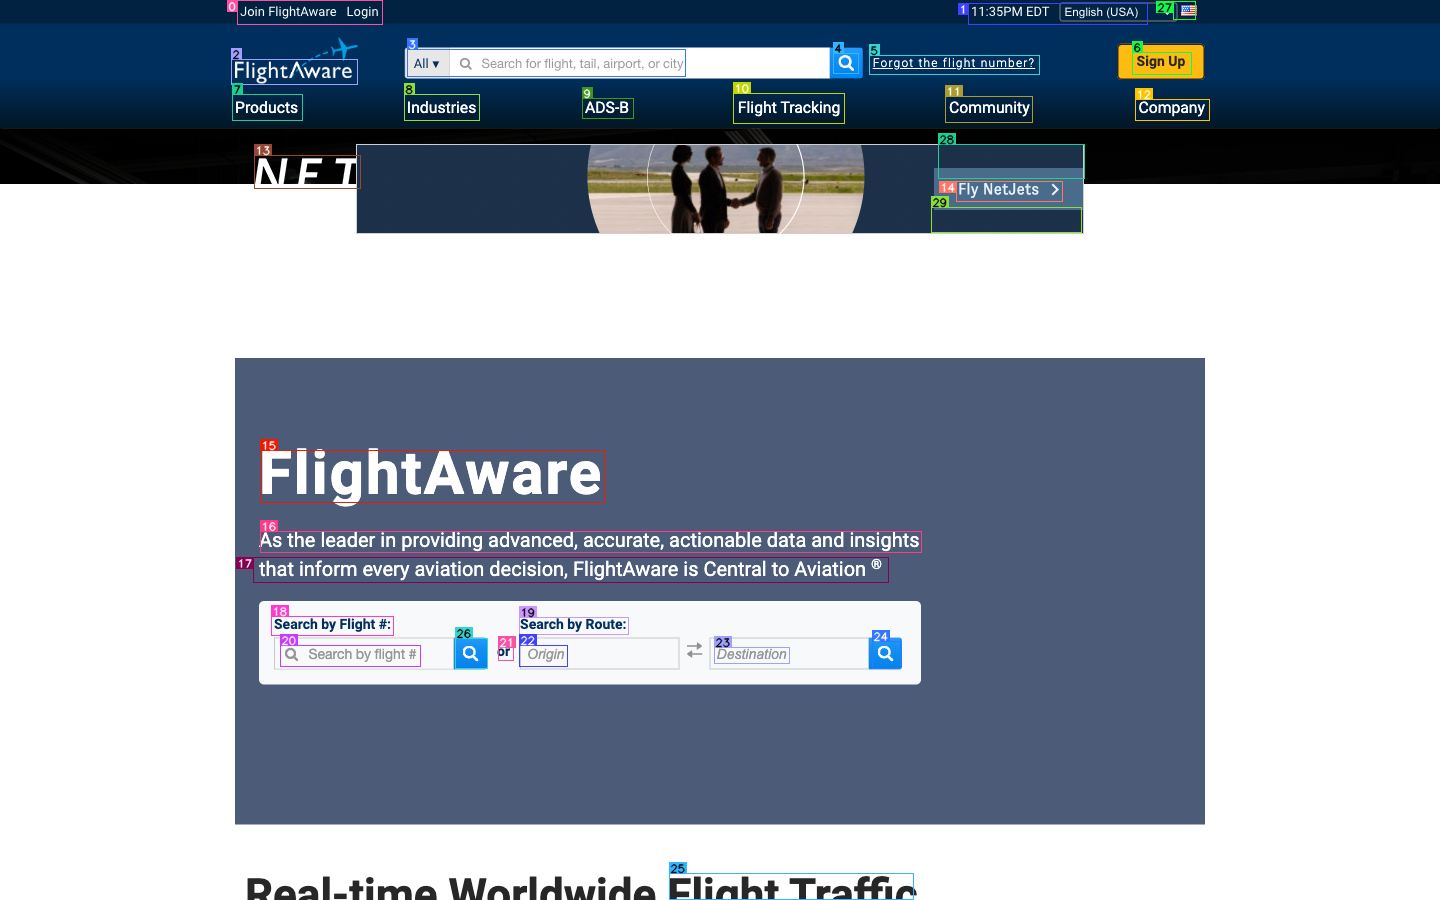 Join FlightAware Login
11:35PM EDT English (USA)
FlightAware
All ▾ Search for flight, tail, airport, or city
Forgot the flight number?
Sign Up
Products Industries ADS-B Flight Tracking Community Company
NET
Fly NetJets
FlightAware
As the leader in providing advanced, accurate, actionable data and insights
that inform every aviation decision, FlightAware is Central to Aviation ®
Search by Flight #: Search by Route:
Search by flight # or Origin Destination
Real-time Worldwide Flight Traffic
0
1
2
3
4
5
6
7
8
9
10
11
12
13
14
15
16
17
18
19
20
21
22
23
24
25
26
27
28
29